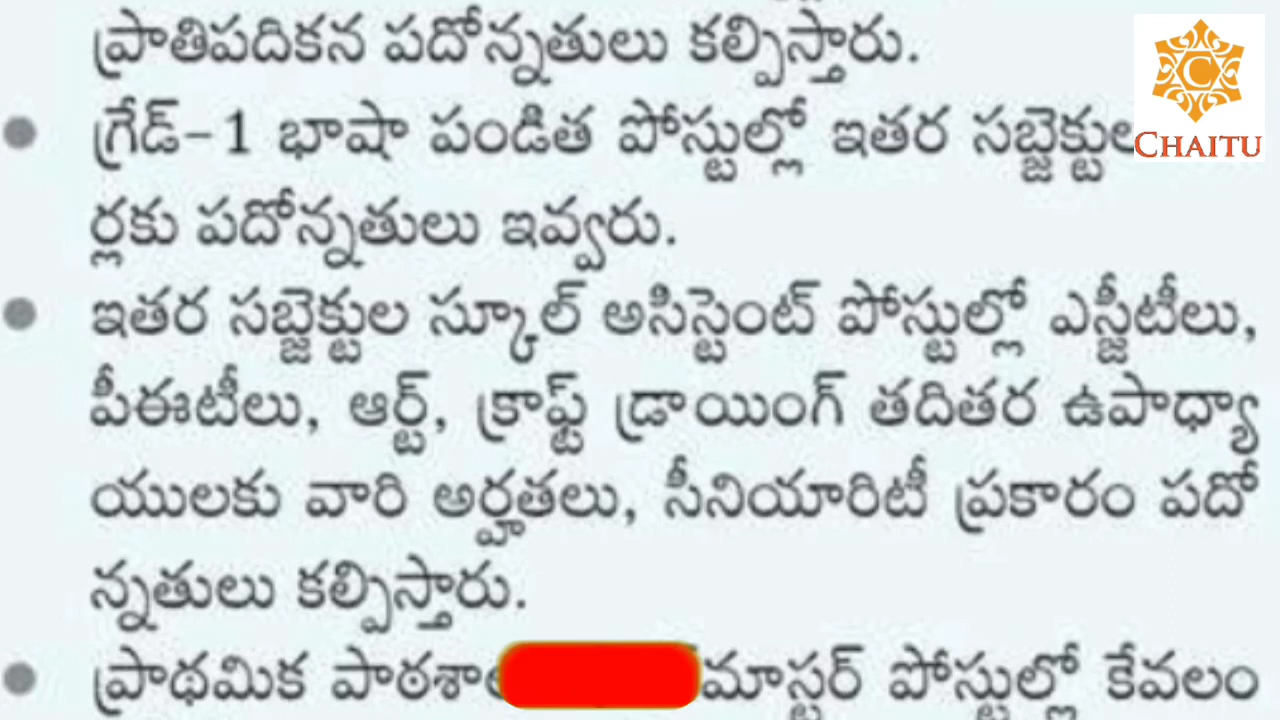 ప్రాతిపదికన పదోన్నతులు కల్పిస్తారు.
గ్రేడ్-1 భాషా పండిత పోస్టుల్లో ఇతర సబ్జెక్టుల
ర్లకు పదోన్నతులు ఇవ్వరు.
ఇతర సబ్జెక్టుల స్కూల్ అసిస్టెంట్ పోస్టుల్లో ఎస్జీటీలు,
పీఈటీలు, ఆర్ట్, క్రాఫ్ట్ డ్రాయింగ్ తదితర ఉపాధ్యా
యులకు వారి అర్హతలు, సీనియారిటీ ప్రకారం పదో
న్నతులు కల్పిస్తారు.
ప్రాథమిక మాస్టర్ పోస్టుల్లో కేవలం
CHAITU